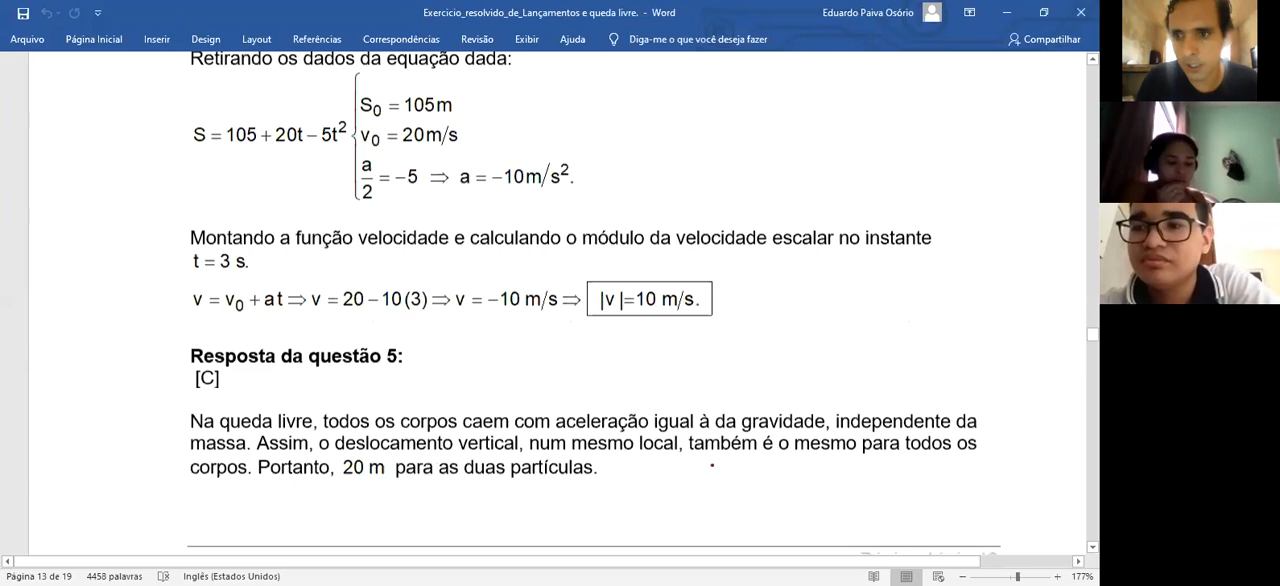 Exercicio_resolvido_de_Lançamentos e queda livre. - Word
Eduardo Paiva Osório
Arquivo Página Inicial Inserir Design Layout Referências Correspondências Revisão Exibir Ajuda Diga-me o que você deseja fazer Compartilhar
Retirando os dados da equação dada:
S = 105 + 20t − 5t²
S₀ = 105 m
v₀ = 20 m/s
a/2 = −5 ⇒ a = −10 m/s².
Montando a função velocidade e calculando o módulo da velocidade escalar no instante
t = 3 s.
v = v₀ + a t ⇒ v = 20 − 10(3) ⇒ v = −10 m/s ⇒ |v|=10 m/s.
Resposta da questão 5:
[C]
Na queda livre, todos os corpos caem com aceleração igual à da gravidade, independente da
massa. Assim, o deslocamento vertical, num mesmo local, também é o mesmo para todos os
corpos. Portanto, 20 m para as duas partículas.
Página 13 de 19 4458 palavras Inglês (Estados Unidos) 177%